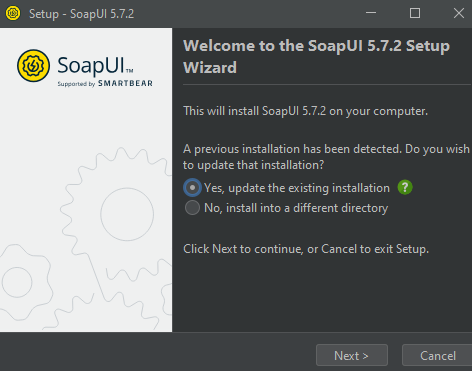 Setup - SoapUI 5.7.2
SoapUI™
Supported by SMARTBEAR
Welcome to the SoapUI 5.7.2 Setup
Wizard
This will install SoapUI 5.7.2 on your computer.
A previous installation has been detected. Do you wish
to update that installation?
Yes, update the existing installation ?
No, install into a different directory
Click Next to continue, or Cancel to exit Setup.
Next > Cancel